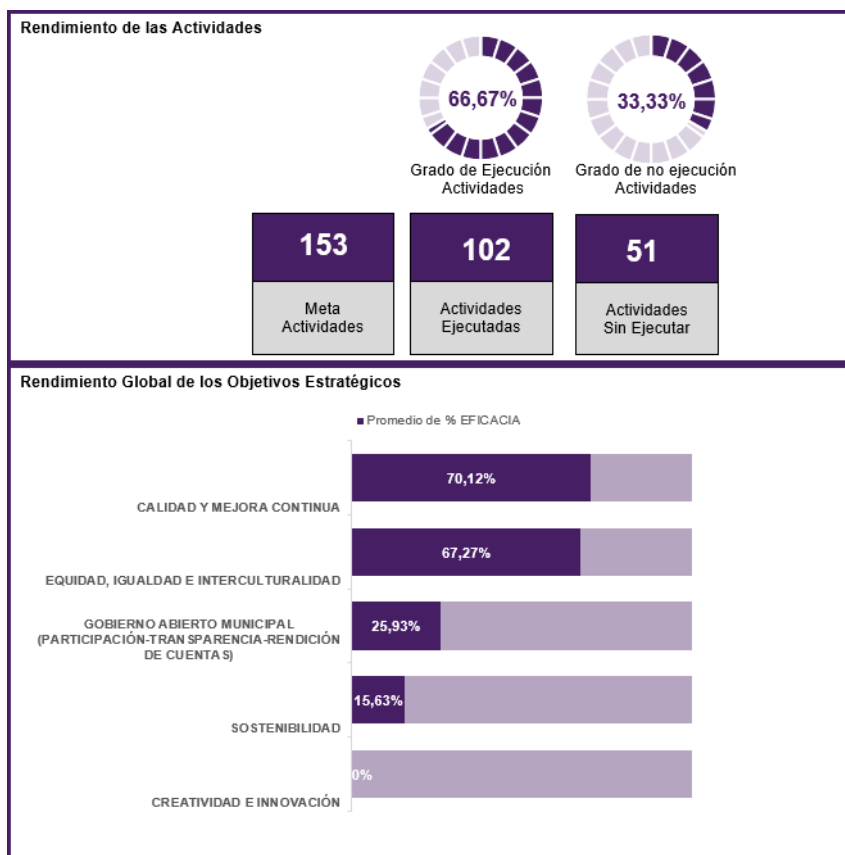 Rendimiento de las Actividades
66,67%
33,33%
Grado de Ejecución
Actividades
Grado de no ejecución
Actividades
153
102
51
Meta
Actividades
Actividades
Ejecutadas
Actividades
Sin Ejecutar
Rendimiento Global de los Objetivos Estratégicos
Promedio de % EFICACIA
70,12%
CALIDAD Y MEJORA CONTINUA
67,27%
EQUIDAD, IGUALDAD E INTERCULTURALIDAD
GOBIERNO ABIERTO MUNICIPAL
(PARTICIPACIÓN-TRANSPARENCIA-RENDICIÓN
DE CUENTAS)
25,93%
15,63%
SOSTENIBILIDAD
0%
CREATIVIDAD E INNOVACIÓN